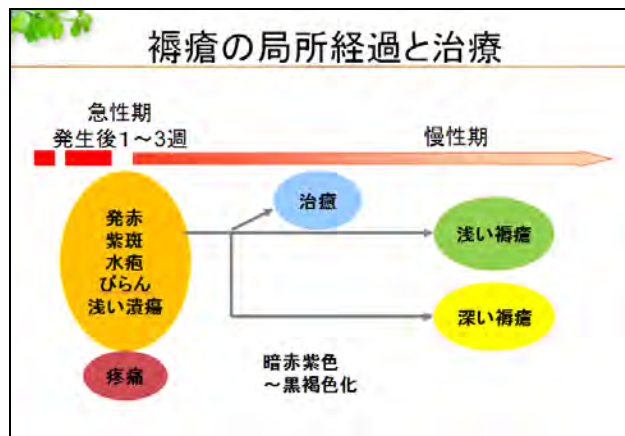 褥瘡の局所経過と治療
急性期
発生後1～3週
慢性期
発赤
紫斑
水疱
びらん
浅い潰瘍
疼痛
治癒
浅い褥瘡
深い褥瘡
暗赤紫色
～黒褐色化